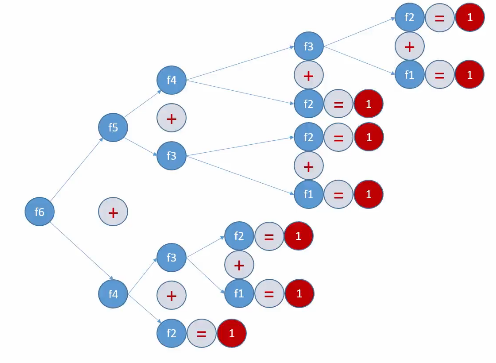 f2 = 1
f3 +
f4 + f1 = 1
f2 = 1
+
f5 f2 = 1
f3 +
f1 = 1
f6 +
f2 = 1
f3 +
f4 + f1 = 1
f2 = 1